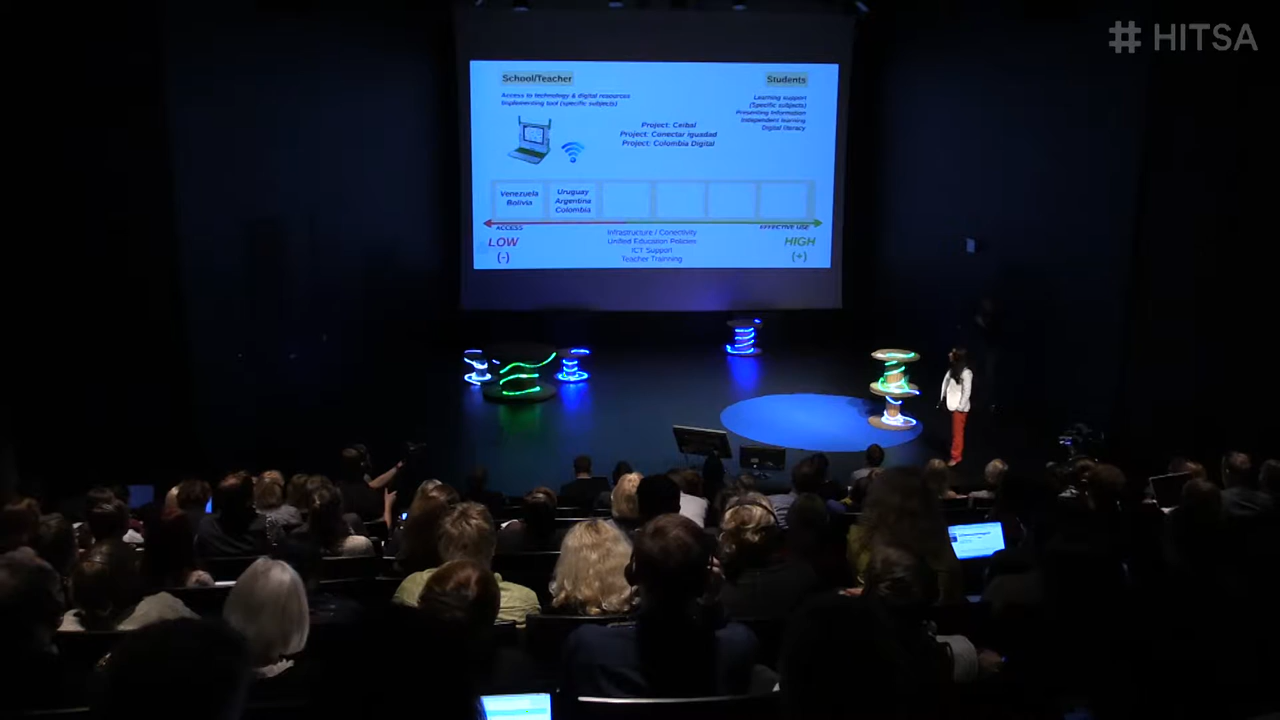 # HITSA
School/Teacher
Access to technology & digital resources
Implementing tool (specific subjects)
Students
Learning support
(Specific subjects)
Presenting Information
Independent learning
Digital literacy
Project: Ceibal
Project: Conectar iguadad
Project: Colombia Digital
Venezuela
Bolivia
Uruguay
Argentina
Colombia
ACCESS
LOW
(-)
Infrastructure / Conectivity
Unified Education Policies
ICT Support
Teacher Trainning
EFFECTIVE USE
HIGH
(+)